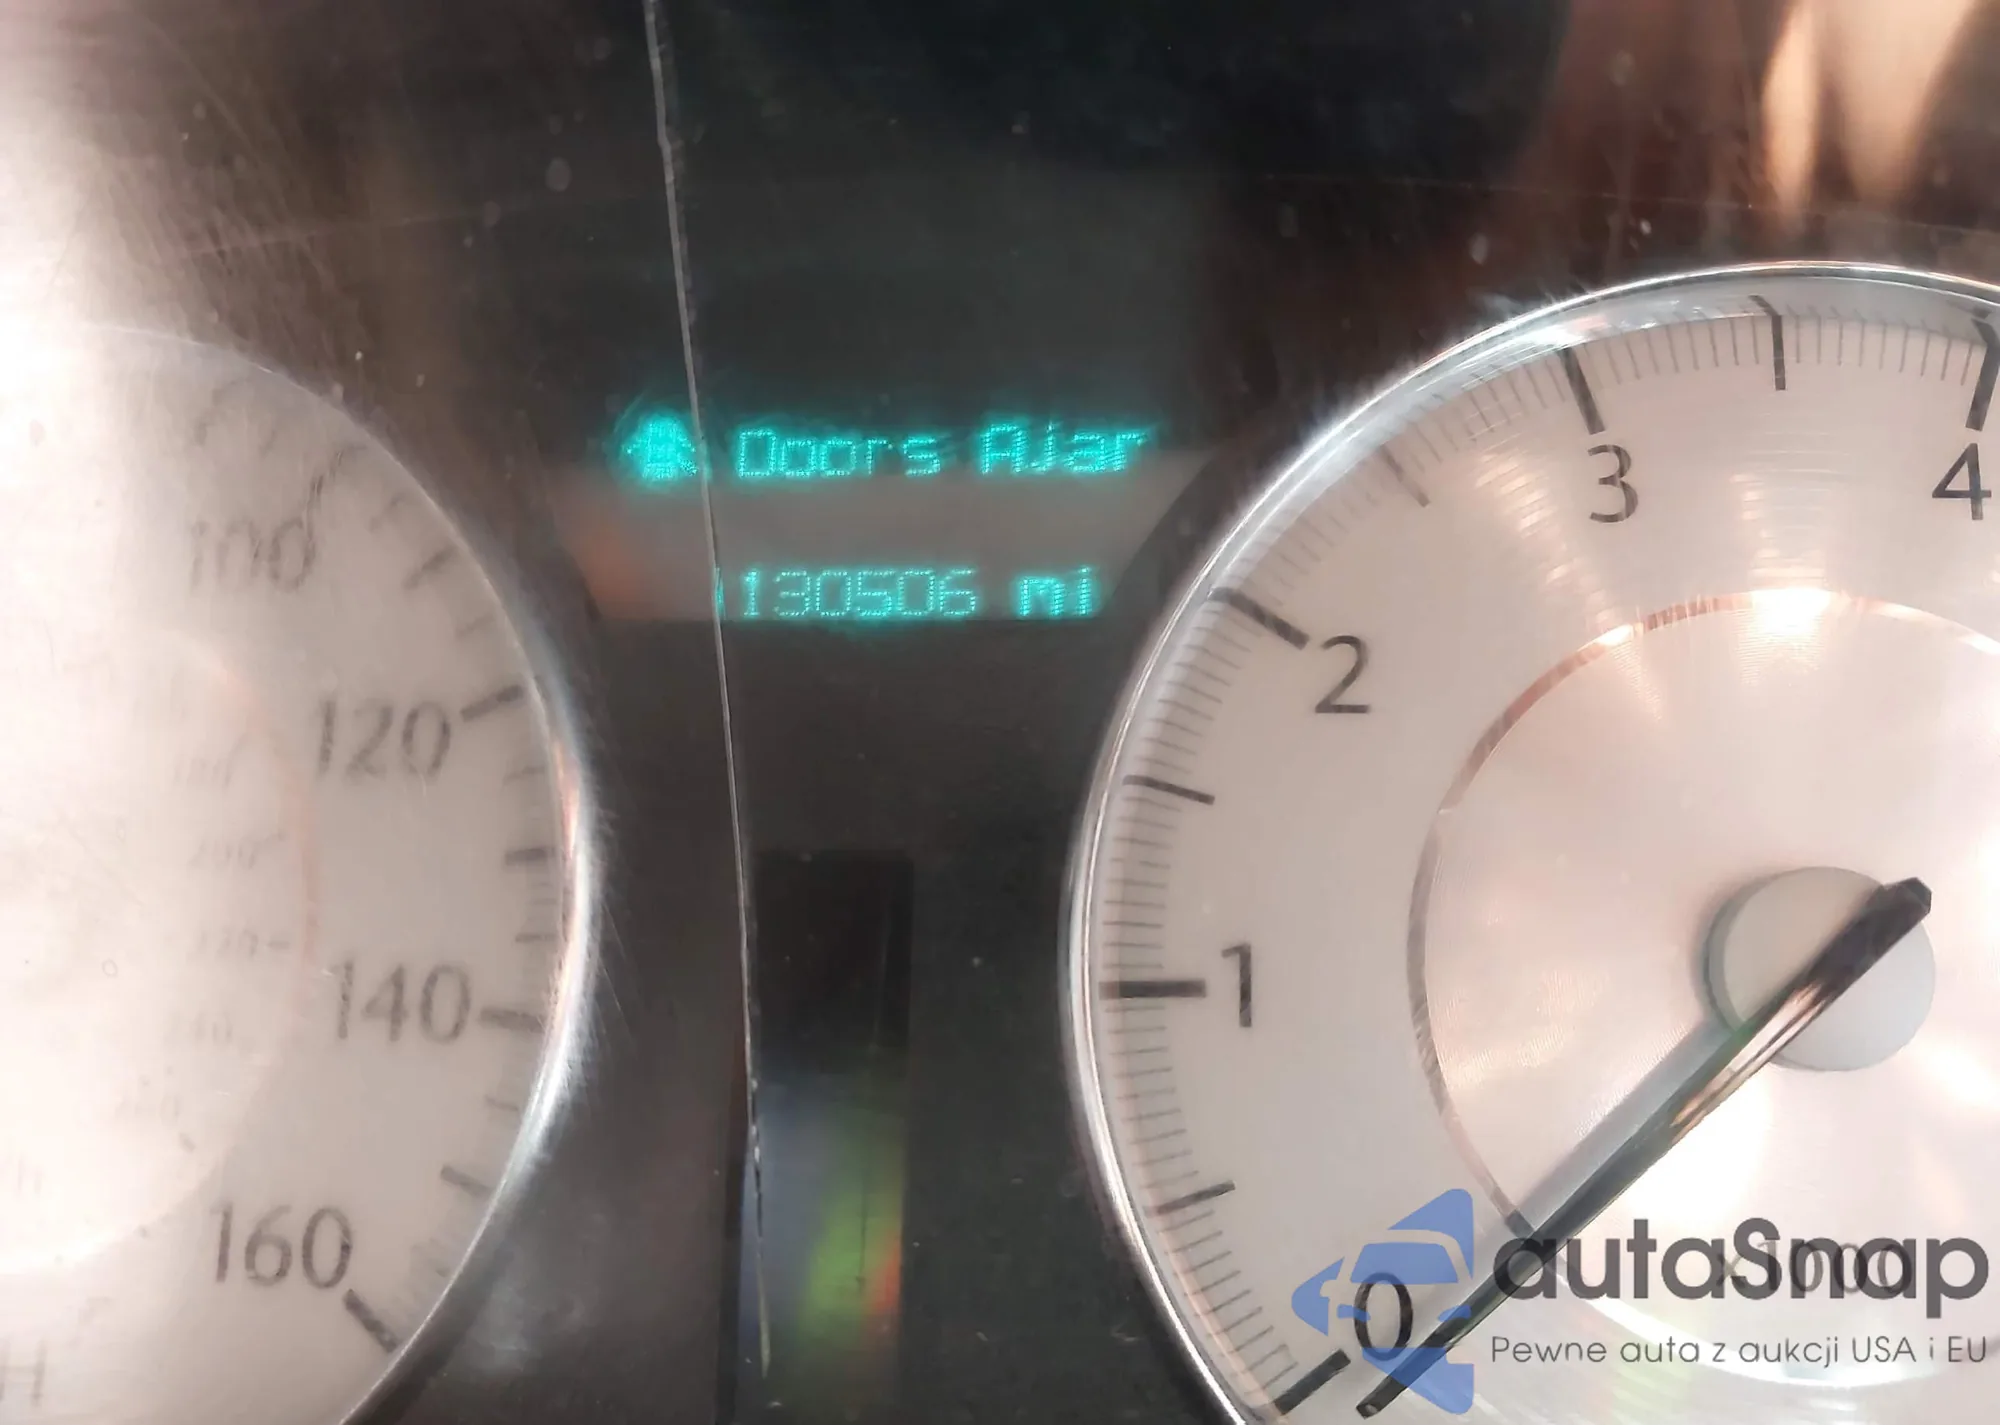 Doors Ajar
130506 mi
100
120
140
160
0
1
2
3
4
x1000
autaSnap
Pewne auta z aukcji USA i EU